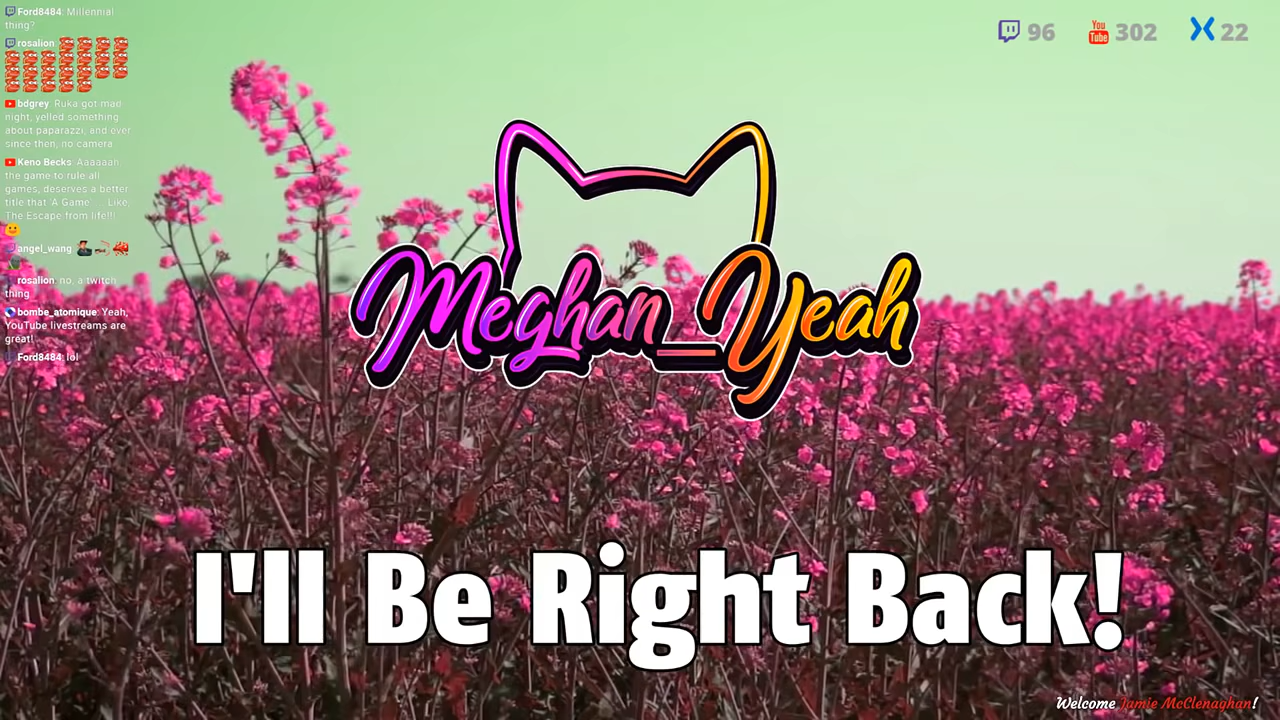 Ford8484: Millennial
thing?
rosalion
bdgrey: Ruka got mad
night, yelled something
about paparazzi, and ever
since then, no camera
Keno Becks: Aaaaaah
the game to rule all
games, deserves a better
title that 'A Game' ... Like,
The Escape from life!!!
angel_wang
rosalion: no, a twitch
thing
bombe_atomique: Yeah,
YouTube livestreams are
great!
Ford8484: lol
96
You Tube 302
22
Meghan_Yeah
I'll Be Right Back!
Welcome Jamie McClenaghan!